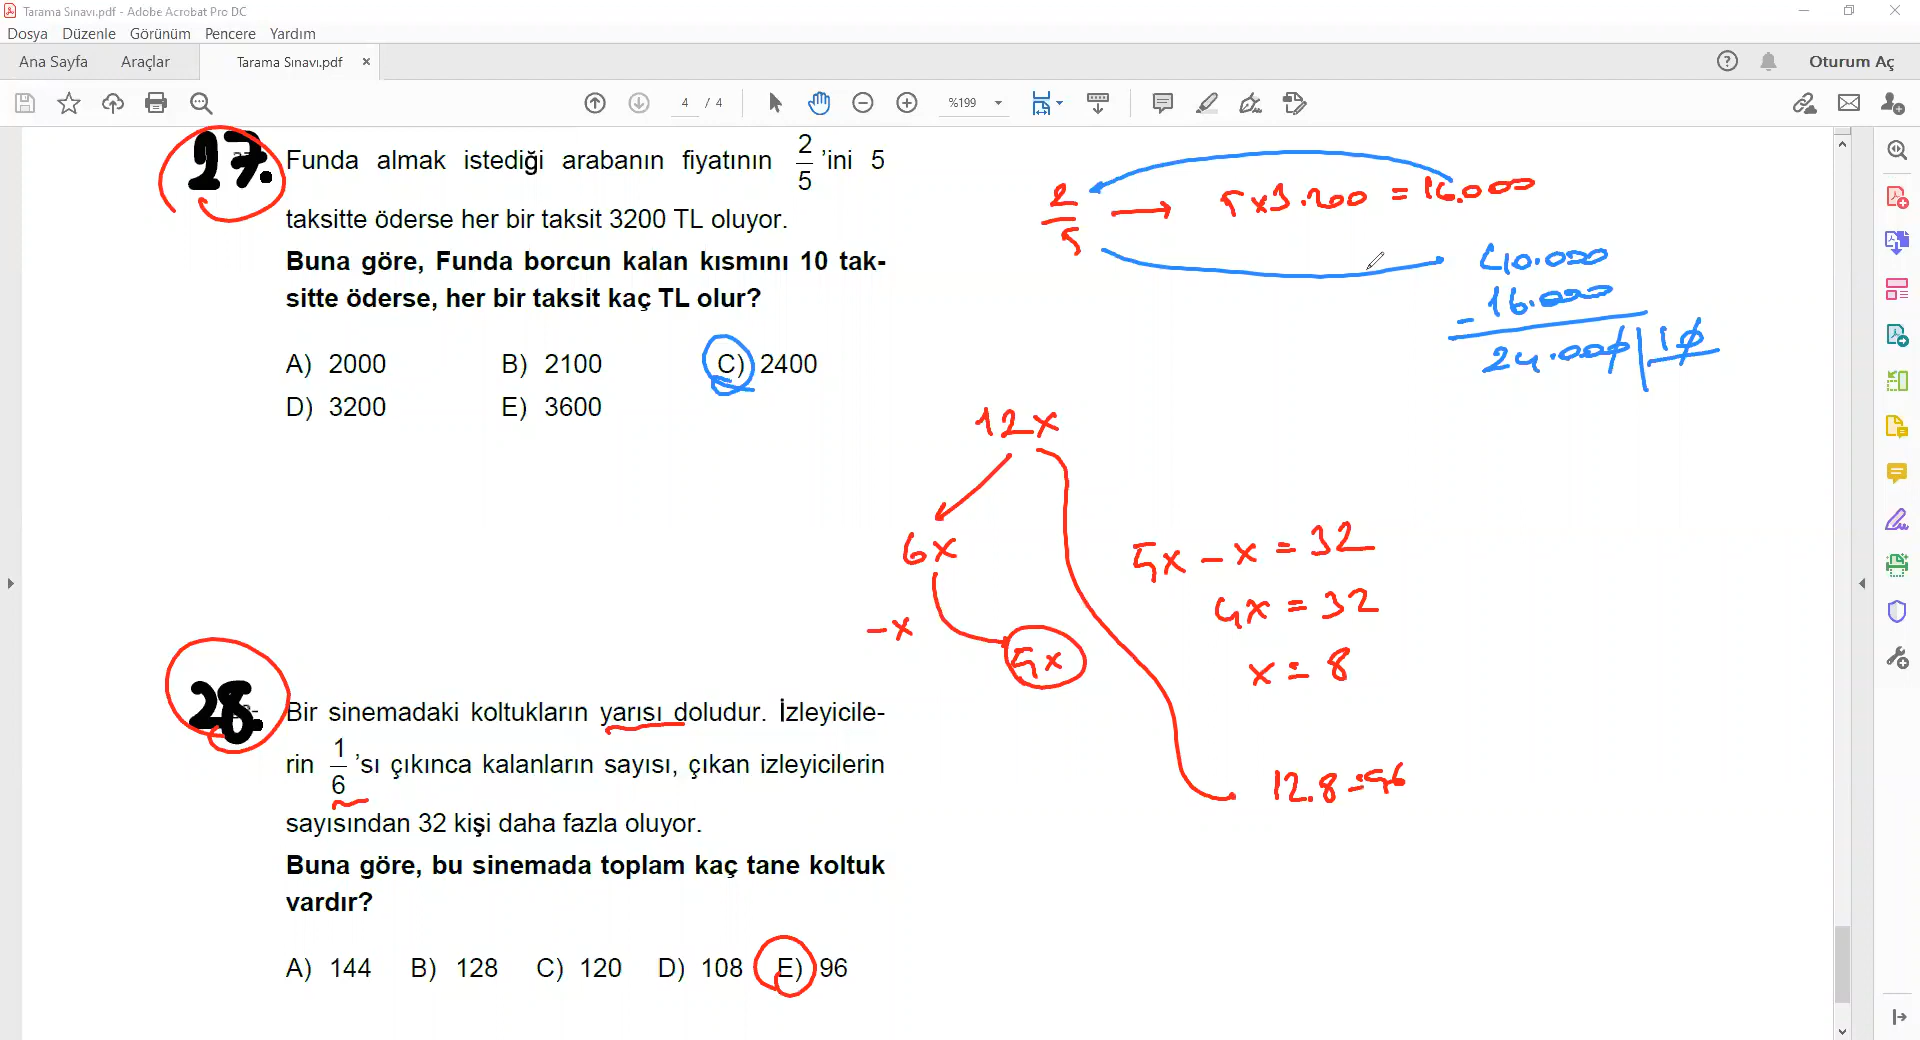 Tarama Sınavı.pdf - Adobe Acrobat Pro DC
Dosya Düzenle Görünüm Pencere Yardım
Ana Sayfa Araçlar Tarama Sınavı.pdf × Oturum Aç
4 / 4 %199
27. Funda almak istediği arabanın fiyatının 2/5 'ini 5
taksitte öderse her bir taksit 3200 TL oluyor.
Buna göre, Funda borcun kalan kısmını 10 tak-
sitte öderse, her bir taksit kaç TL olur?
A) 2000 B) 2100 C) 2400
D) 3200 E) 3600
2/5 → 5x3.200 = 16.000
40.000
- 16.000
24.000 | 10
12x
6x
-x
5x
5x - x = 32
4x = 32
x = 8
12.8=96
28. Bir sinemadaki koltukların yarısı doludur. İzleyicile-
rin 1/6 'sı çıkınca kalanların sayısı, çıkan izleyicilerin
sayısından 32 kişi daha fazla oluyor.
Buna göre, bu sinemada toplam kaç tane koltuk
vardır?
A) 144 B) 128 C) 120 D) 108 E) 96